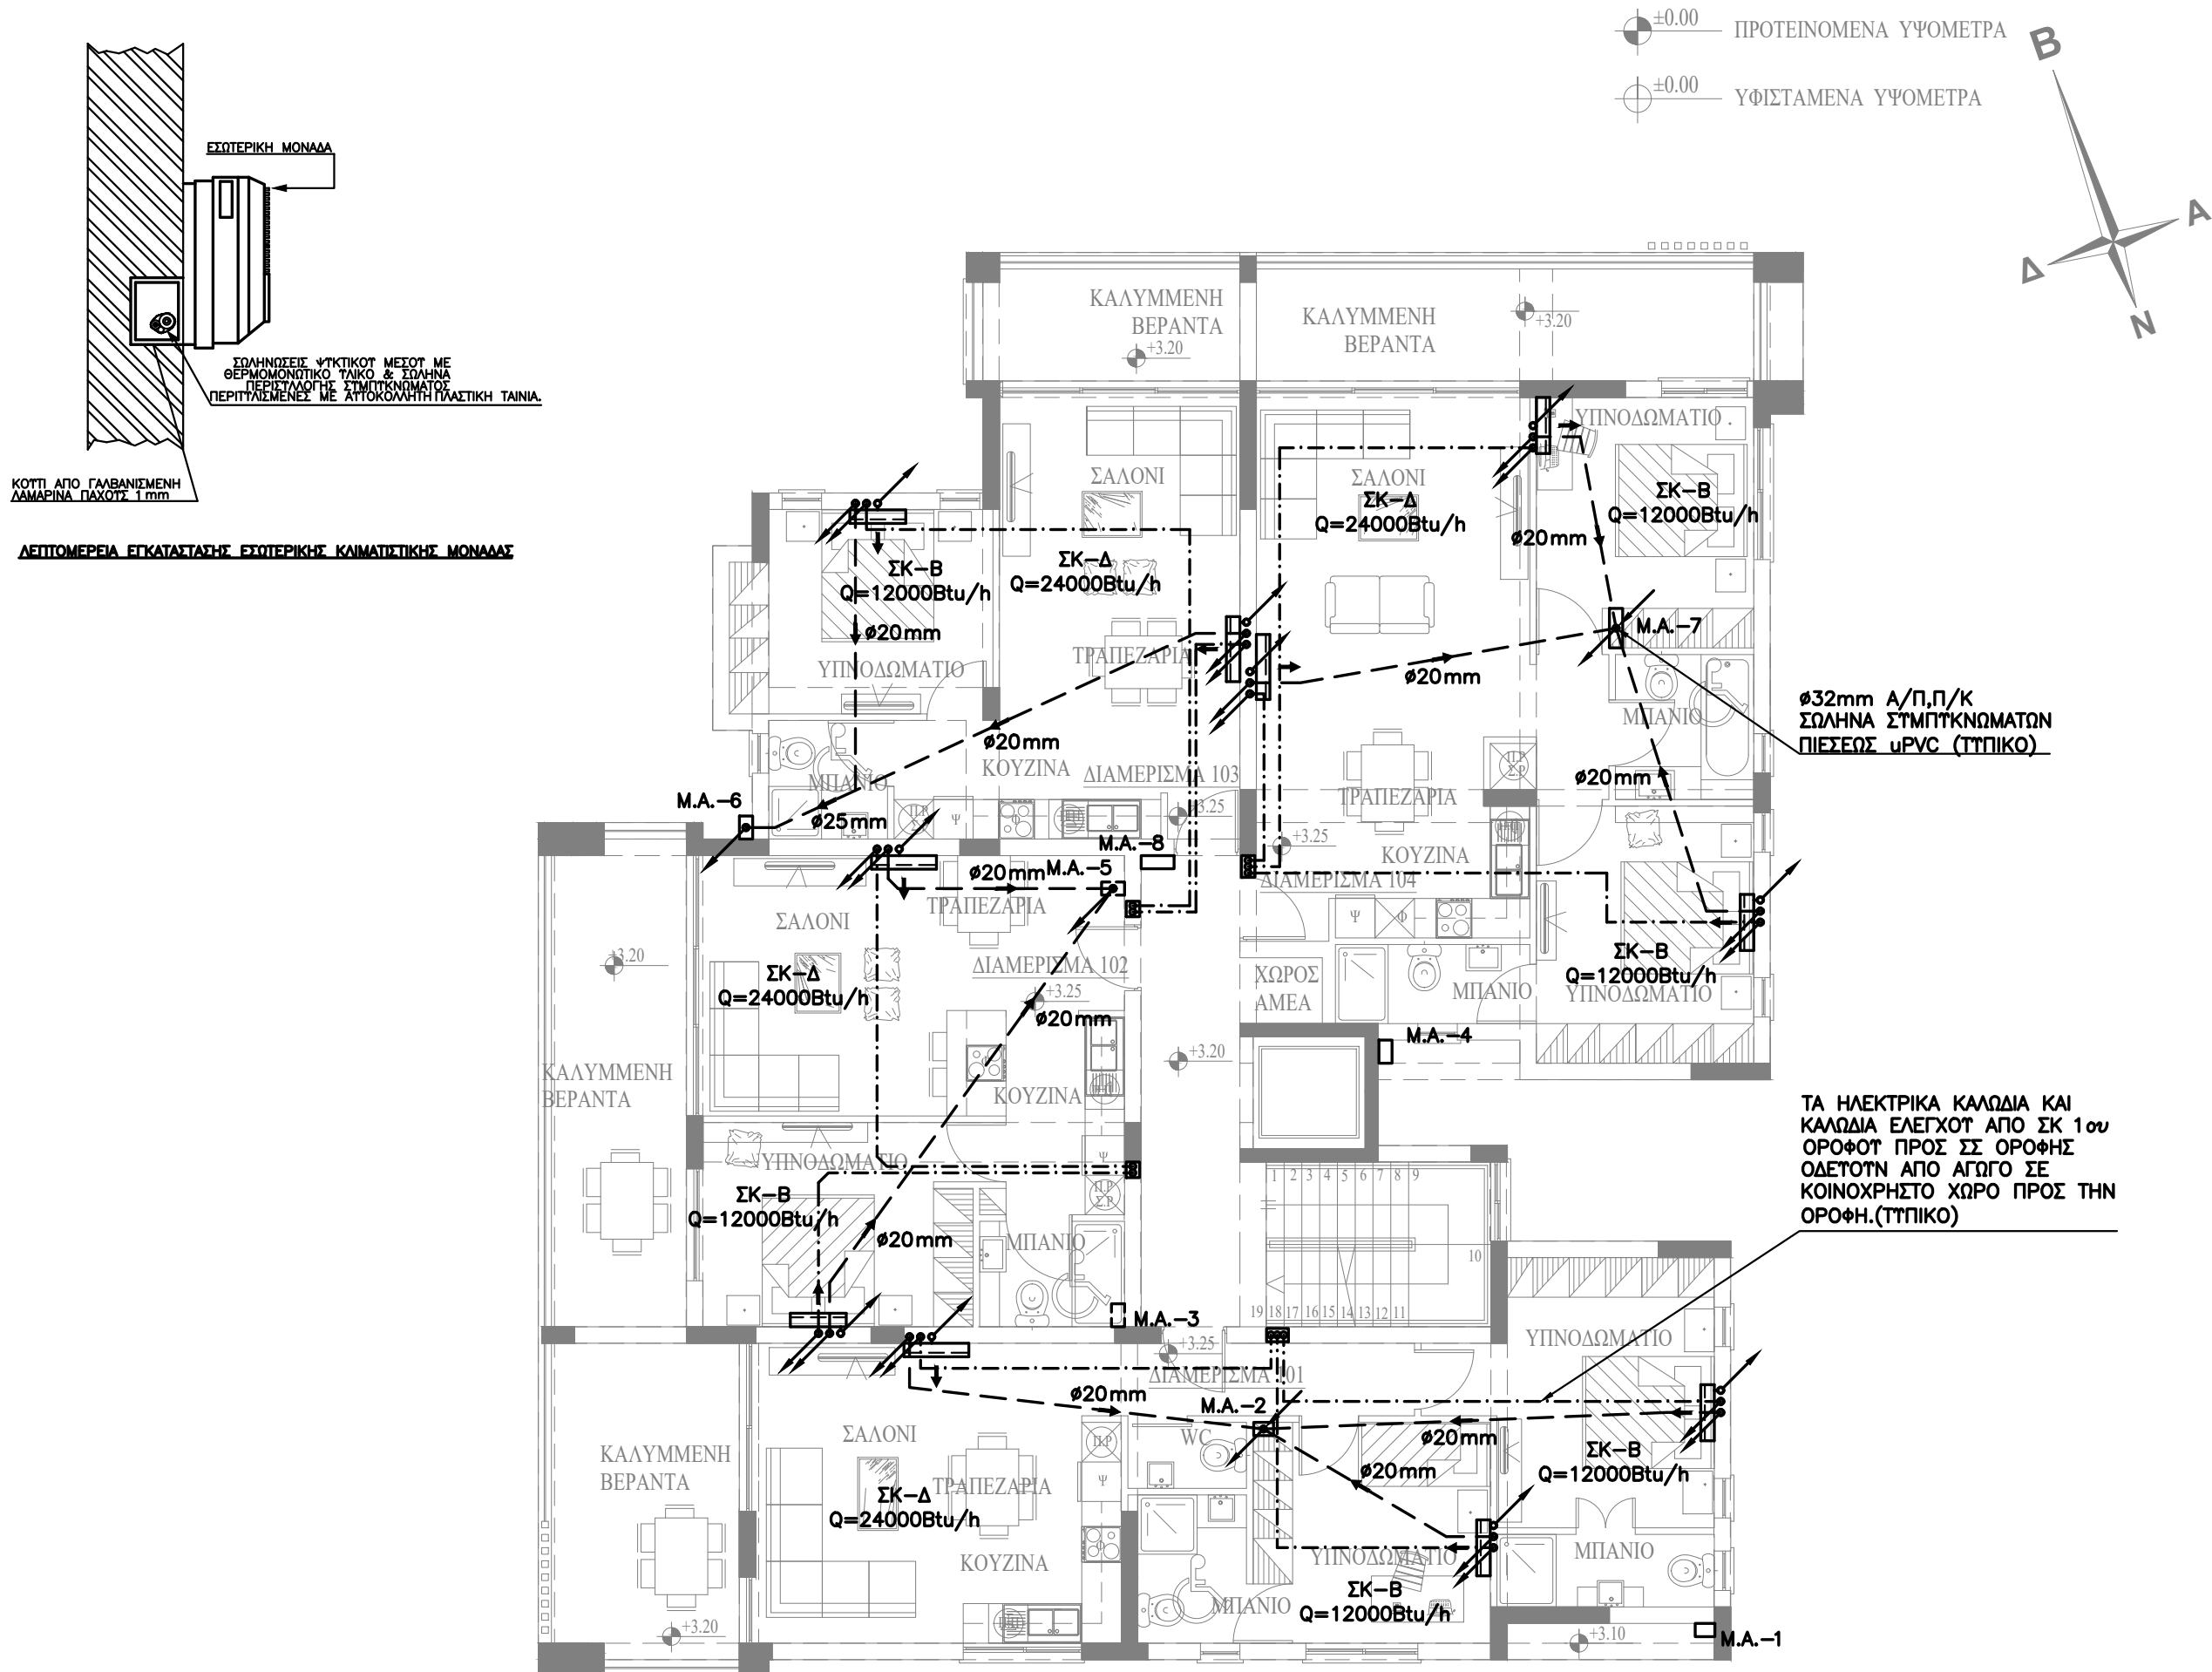 ±0.00
ΠΡΟΤΕΙΝΟΜΕΝΑ ΥΨΟΜΕΤΡΑ
±0.00
ΥΦΙΣΤΑΜΕΝΑ ΥΨΟΜΕΤΡΑ
Β
Α
Δ
Ν
ΕΣΩΤΕΡΙΚΗ ΜΟΝΑΔΑ
ΣΩΛΗΝΩΣΕΙΣ ΨΥΚΤΙΚΟΥ ΜΕΣΟΥ ΜΕ
ΘΕΡΜΟΜΟΝΩΤΙΚΟ ΥΛΙΚΟ & ΣΩΛΗΝΑ
ΠΕΡΙΣΥΛΛΟΓΗΣ ΣΥΜΠΥΚΝΩΜΑΤΟΣ
ΠΕΡΙΤΥΛΙΣΜΕΝΕΣ ΜΕ ΑΥΤΟΚΟΛΛΗΤΗ ΠΛΑΣΤΙΚΗ ΤΑΙΝΙΑ.
ΚΟΥΤΙ ΑΠΟ ΓΑΛΒΑΝΙΣΜΕΝΗ
ΛΑΜΑΡΙΝΑ ΠΑΧΟΥΣ 1mm
ΛΕΠΤΟΜΕΡΕΙΑ ΕΓΚΑΤΑΣΤΑΣΗΣ ΕΣΩΤΕΡΙΚΗΣ ΚΛΙΜΑΤΙΣΤΙΚΗΣ ΜΟΝΑΔΑΣ
ΚΑΛΥΜΜΕΝΗ
ΒΕΡΑΝΤΑ
+3.20
ΚΑΛΥΜΜΕΝΗ
ΒΕΡΑΝΤΑ
+3.20
ΣΑΛΟΝΙ
ΣΚ-Δ
Q=24000Btu/h
ΣΚ-Β
Q=12000Btu/h
ø20mm
ΥΠΝΟΔΩΜΑΤΙΟ
ΤΡΑΠΕΖΑΡΙΑ
ø20mm
ΚΟΥΖΙΝΑ
ΔΙΑΜΕΡΙΣΜΑ 103
+3.25
ΜΠΑΝΙΟ
Π.Ρ
Ψ
Φ
Μ.Α.-6
ø25mm
ΣΑΛΟΝΙ
ΣΚ-Δ
Q=24000Btu/h
ΥΠΝΟΔΩΜΑΤΙΟ
ΣΚ-Β
Q=12000Btu/h
ø20mm
Μ.Α.-7
ø20mm
ΜΠΑΝΙΟ
Π.Ρ
Σ.Ρ
ø20mm
ΤΡΑΠΕΖΑΡΙΑ
+3.25
ΚΟΥΖΙΝΑ
ΔΙΑΜΕΡΙΣΜΑ 104
Ψ
Φ
ΣΚ-Β
Q=12000Btu/h
ΥΠΝΟΔΩΜΑΤΙΟ
ΜΠΑΝΙΟ
ΧΩΡΟΣ
ΑΜΕΑ
Μ.Α.-4
ø32mm Α/Π,Π/Κ
ΣΩΛΗΝΑ ΣΥΜΠΥΚΝΩΜΑΤΩΝ
ΠΙΕΣΕΩΣ uPVC (ΤΥΠΙΚΟ)
Μ.Α.-8
Μ.Α.-5
ø20mm
ΤΡΑΠΕΖΑΡΙΑ
ΣΑΛΟΝΙ
+3.20
ΣΚ-Δ
Q=24000Btu/h
ΔΙΑΜΕΡΙΣΜΑ 102
+3.25
ø20mm
+3.20
ΚΑΛΥΜΜΕΝΗ
ΒΕΡΑΝΤΑ
ΚΟΥΖΙΝΑ
Ψ
Π.Ρ
Σ.Ρ
ΥΠΝΟΔΩΜΑΤΙΟ
ΣΚ-Β
Q=12000Btu/h
ø20mm
ΜΠΑΝΙΟ
Μ.Α.-3
1 2 3 4 5 6 7 8 9
10
19 18 17 16 15 14 13 12 11
ΤΑ ΗΛΕΚΤΡΙΚΑ ΚΑΛΩΔΙΑ ΚΑΙ
ΚΑΛΩΔΙΑ ΕΛΕΓΧΟΥ ΑΠΟ ΣΚ 1ου
ΟΡΟΦΟΥ ΠΡΟΣ ΣΣ ΟΡΟΦΗΣ
ΟΔΕΥΟΥΝ ΑΠΟ ΑΓΩΓΟ ΣΕ
ΚΟΙΝΟΧΡΗΣΤΟ ΧΩΡΟ ΠΡΟΣ ΤΗΝ
ΟΡΟΦΗ.(ΤΥΠΙΚΟ)
+3.25
ΔΙΑΜΕΡΙΣΜΑ 101
ø20mm
Μ.Α.-2
WC
ΥΠΝΟΔΩΜΑΤΙΟ
ø20mm
ΣΚ-Β
Q=12000Btu/h
ø20mm
ΣΑΛΟΝΙ
ΚΑΛΥΜΜΕΝΗ
ΒΕΡΑΝΤΑ
ΤΡΑΠΕΖΑΡΙΑ
Π.Ρ
Ψ
Φ
ΣΚ-Δ
Q=24000Btu/h
ΚΟΥΖΙΝΑ
ΥΠΝΟΔΩΜΑΤΙΟ
ΣΚ-Β
Q=12000Btu/h
ΜΠΑΝΙΟ
ΜΠΑΝΙΟ
+3.20
+3.10
Μ.Α.-1